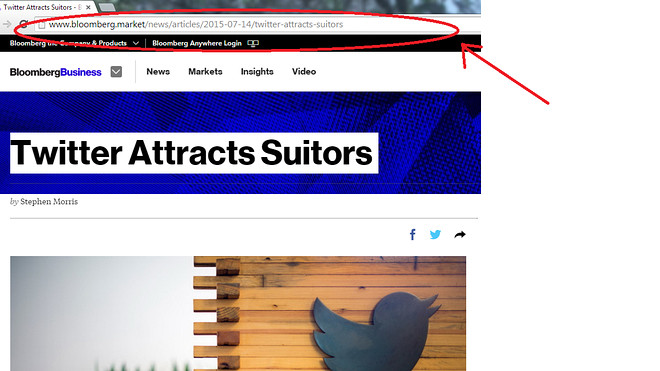 Twitter Attracts Suitors - B
www.bloomberg.market/news/articles/2015-07-14/twitter-attracts-suitors
Bloomberg the Company & Products Bloomberg Anywhere Login
BloombergBusiness News Markets Insights Video
Twitter Attracts Suitors
by Stephen Morris